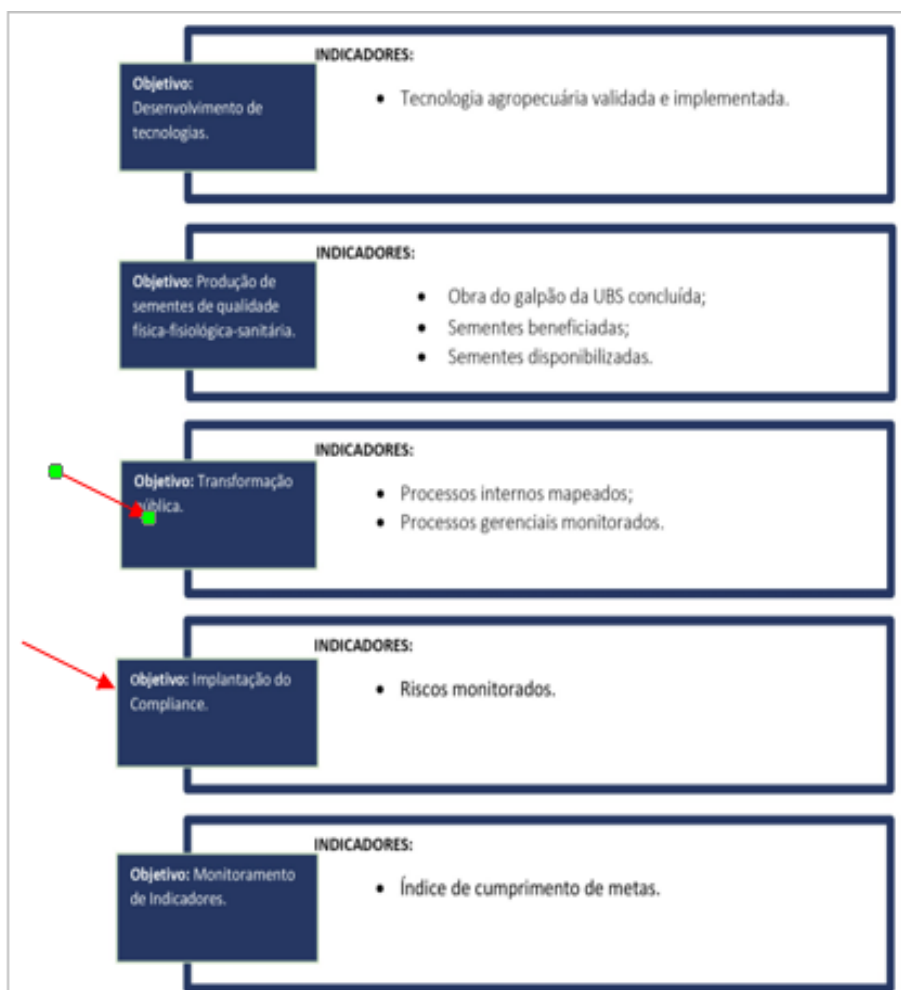 INDICADORES:
Objetivo:
Desenvolvimento de
tecnologias.
• Tecnologia agropecuária validada e implementada.
INDICADORES:
Objetivo: Produção de
sementes de qualidade
física-fisiológica-sanitária.
• Obra do galpão da UBS concluída;
• Sementes beneficiadas;
• Sementes disponibilizadas.
INDICADORES:
Objetivo: Transformação
pública.
• Processos internos mapeados;
• Processos gerenciais monitorados.
INDICADORES:
Objetivo: Implantação do
Compliance.
• Riscos monitorados.
INDICADORES:
Objetivo: Monitoramento
de Indicadores.
• Índice de cumprimento de metas.